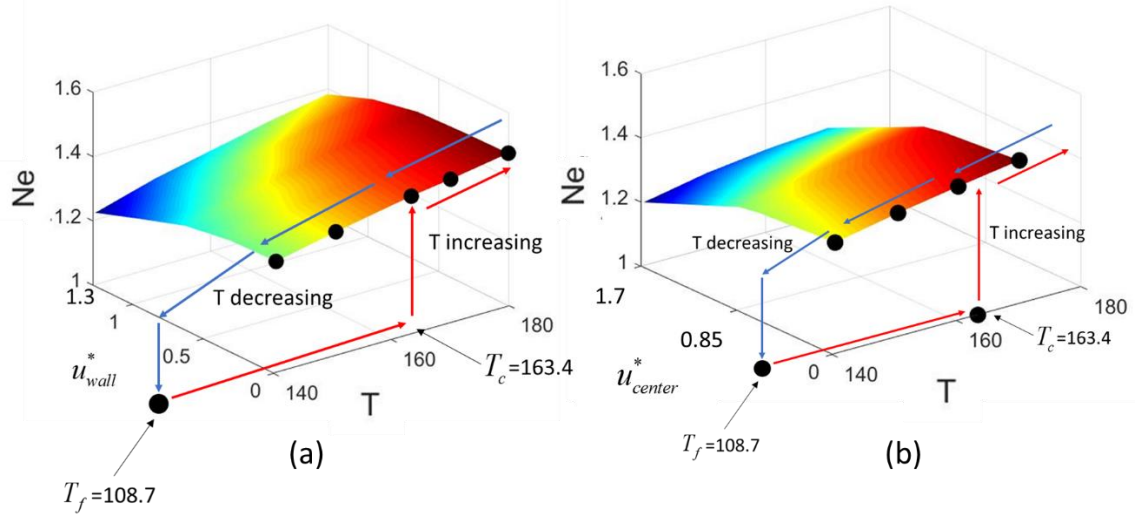 Ne
1.6
1.4
1.2
1
1.3
1
0.5
0
140
160
180
T increasing
T decreasing
u*wall
T
Tc=163.4
Tf=108.7
(a)
Ne
1.6
1.4
1.2
1
1.7
0.85
0
140
160
180
T decreasing
T increasing
u*center
T
Tc=163.4
Tf=108.7
(b)